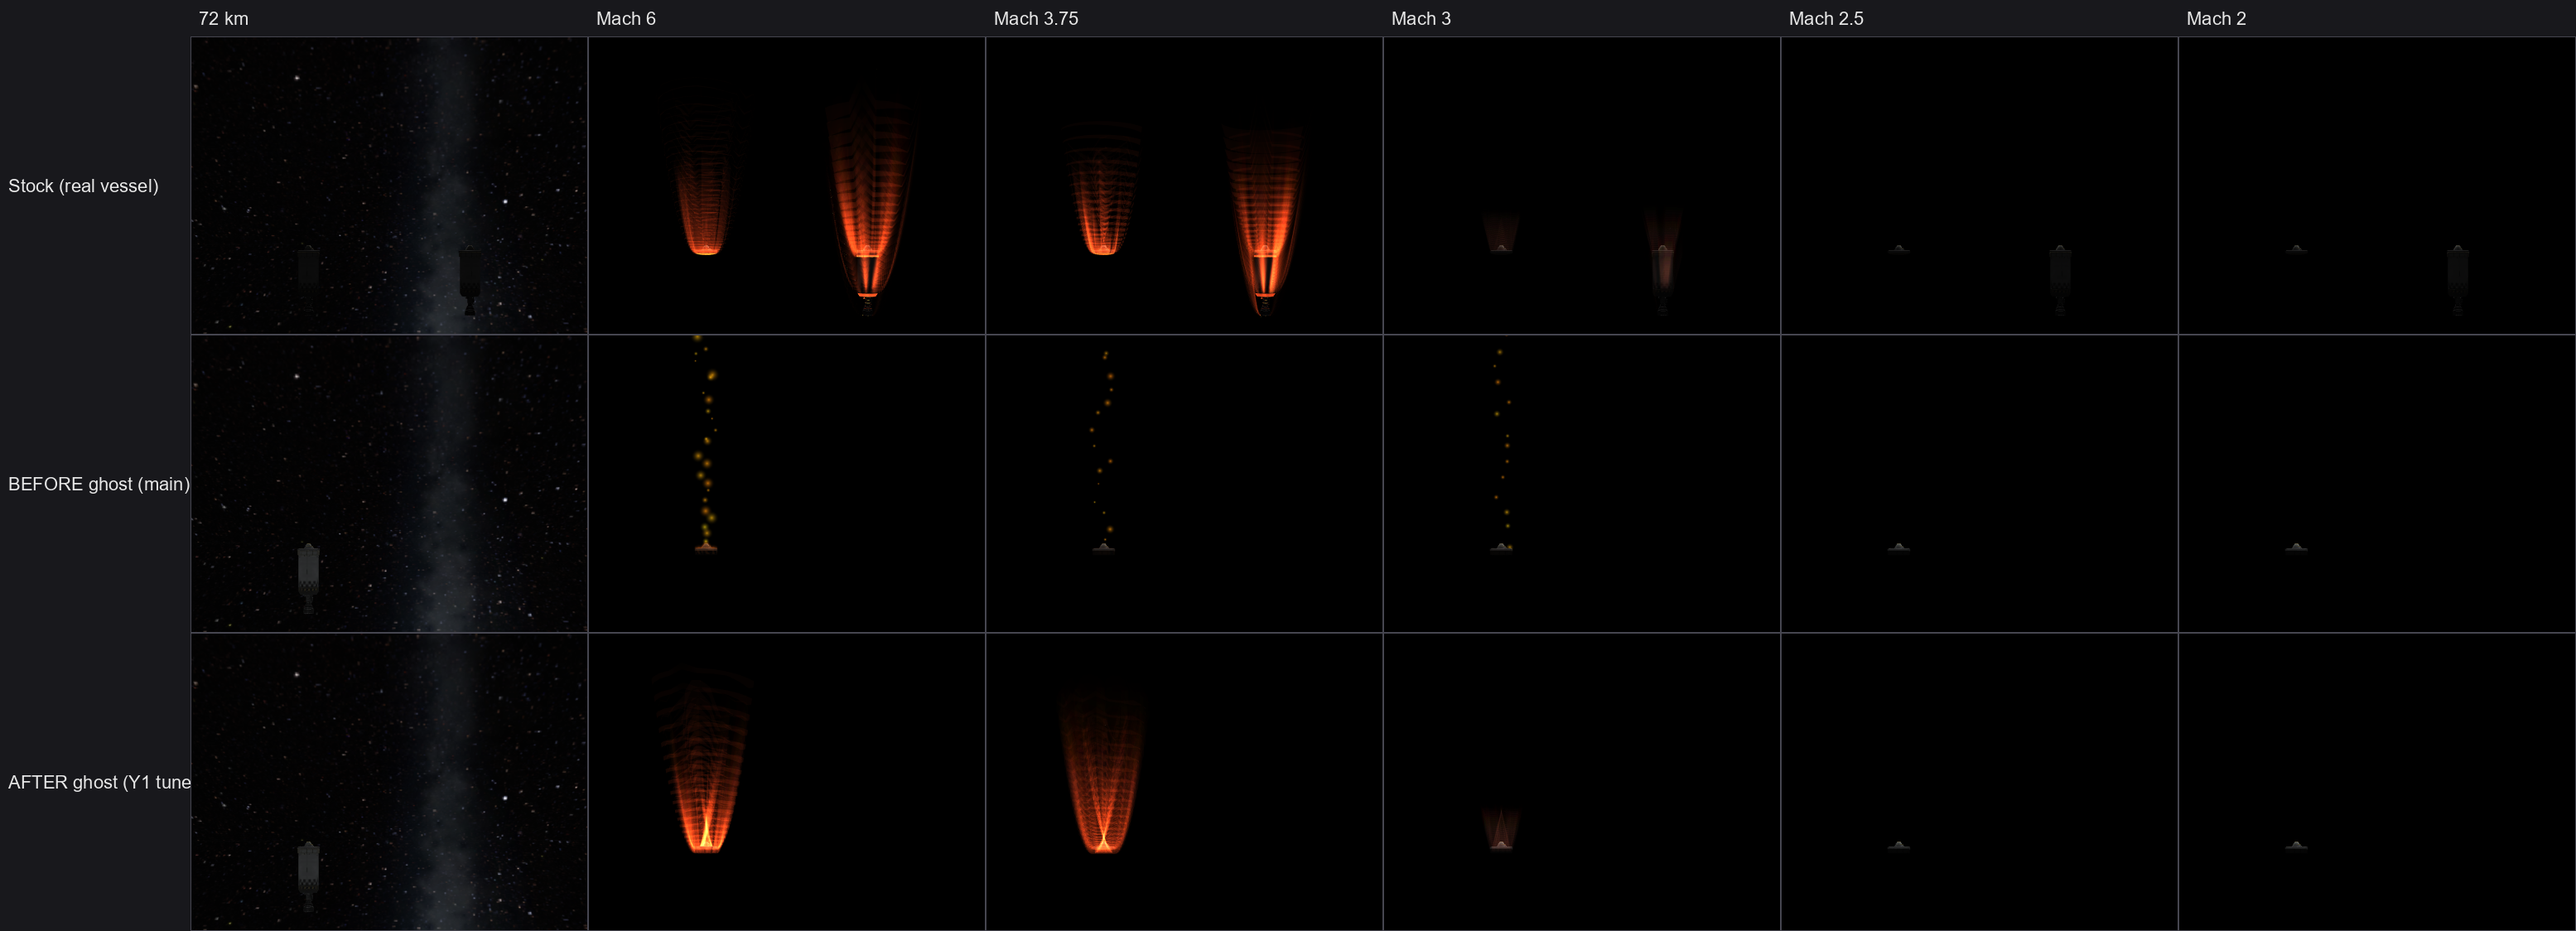 72 km
Mach 6
Mach 3.75
Mach 3
Mach 2.5
Mach 2
Stock (real vessel)
BEFORE ghost (main)
AFTER ghost (Y1 tune